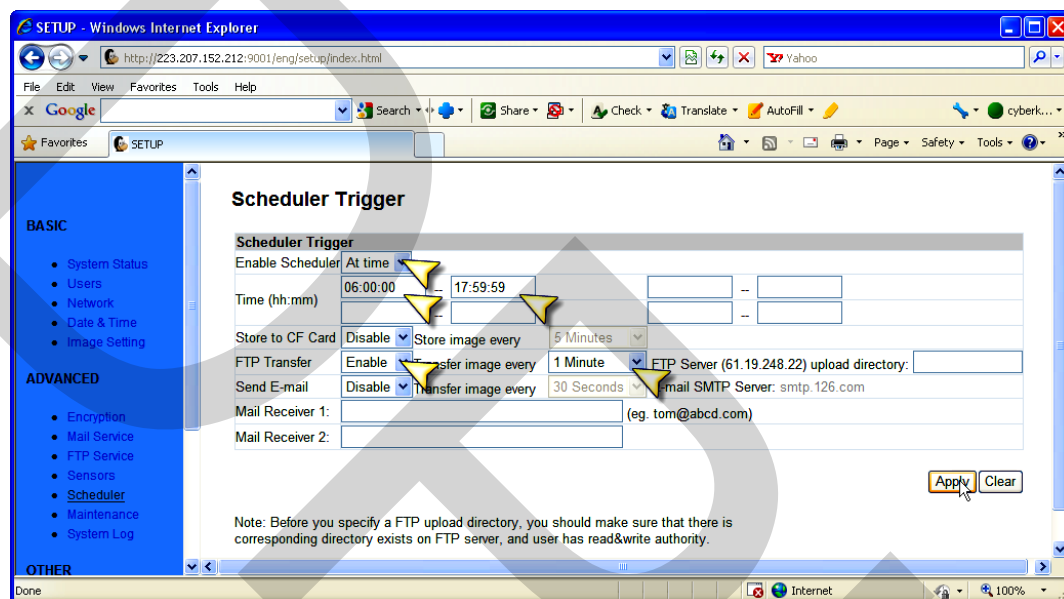 SETUP - Windows Internet Explorer
http://223.207.152.212:9001/eng/setup/index.html
Yahoo
File Edit View Favorites Tools Help
x Google Search Share Check Translate AutoFill cyberk...
Favorites SETUP Page Safety Tools
Scheduler Trigger
BASIC
System Status
Users
Network
Date & Time
Image Setting
ADVANCED
Encryption
Mail Service
FTP Service
Sensors
Scheduler
Maintenance
System Log
OTHER
Scheduler Trigger
Enable Scheduler At time
Time (hh:mm) 06:00:00 -- 17:59:59 --
-- --
Store to CF Card Disable Store image every 5 Minutes
FTP Transfer Enable Transfer image every 1 Minute FTP Server (61.19.248.22) upload directory:
Send E-mail Disable Transfer image every 30 Seconds E-mail SMTP Server: smtp.126.com
Mail Receiver 1: (eg. tom@abcd.com)
Mail Receiver 2:
Apply Clear
Note: Before you specify a FTP upload directory, you should make sure that there is
corresponding directory exists on FTP server, and user has read&write authority.
Done Internet 100%